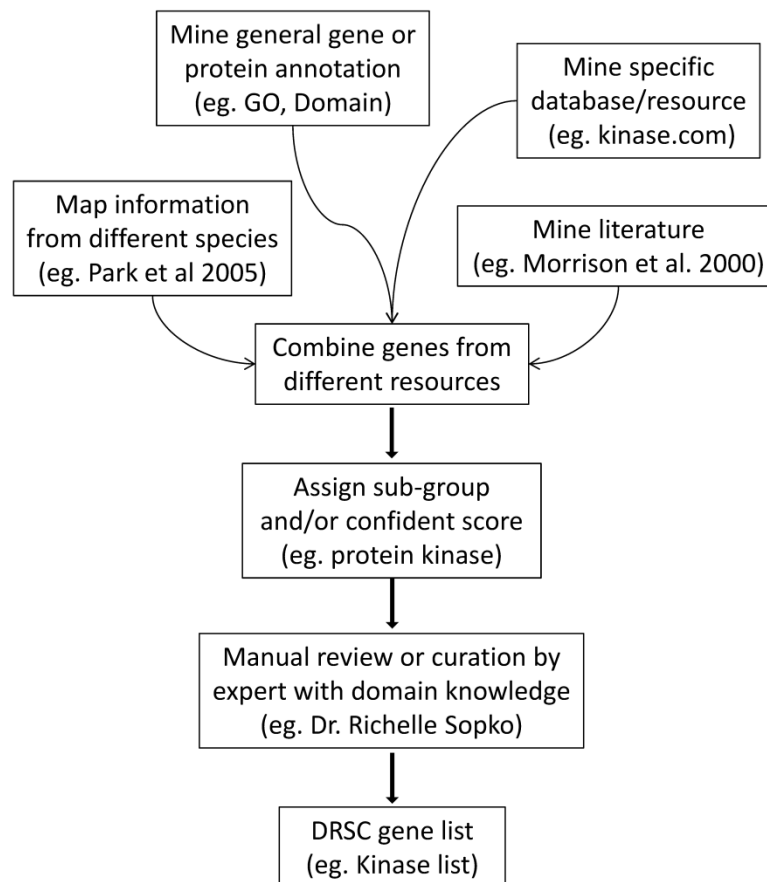 Mine general gene or
protein annotation
(eg. GO, Domain)
Mine specific
database/resource
(eg. kinase.com)
Map information
from different species
(eg. Park et al 2005)
Mine literature
(eg. Morrison et al. 2000)
Combine genes from
different resources
Assign sub-group
and/or confident score
(eg. protein kinase)
Manual review or curation by
expert with domain knowledge
(eg. Dr. Richelle Sopko)
DRSC gene list
(eg. Kinase list)